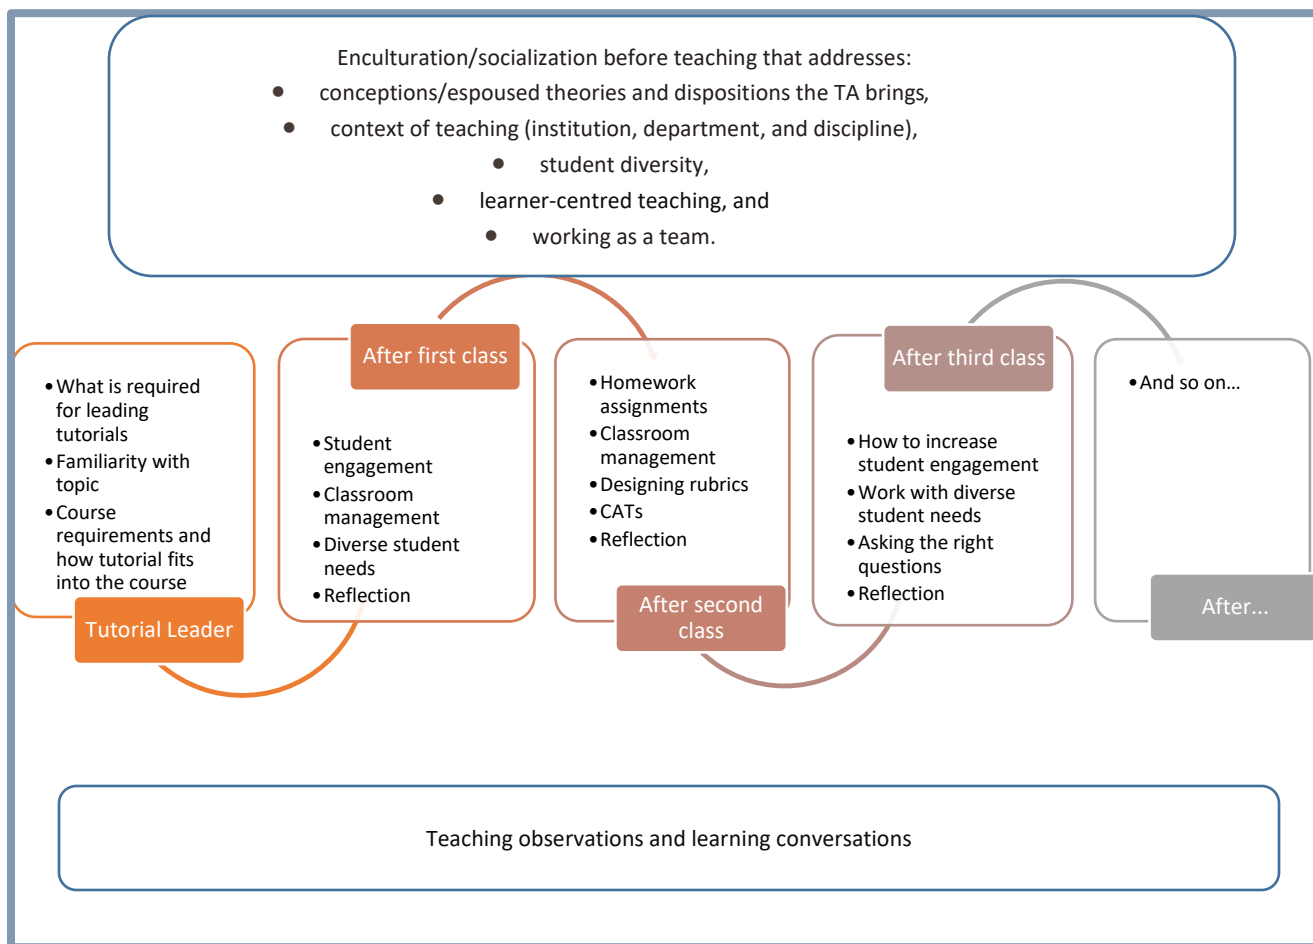 Enculturation/socialization before teaching that addresses:
● conceptions/espoused theories and dispositions the TA brings,
● context of teaching (institution, department, and discipline),
● student diversity,
● learner-centred teaching, and
● working as a team.
•What is required
for leading
tutorials
•Familiarity with
topic
•Course
requirements and
how tutorial fits
into the course
Tutorial Leader
After first class
•Student
engagement
•Classroom
management
•Diverse student
needs
•Reflection
•Homework
assignments
•Classroom
management
•Designing rubrics
•CATs
•Reflection
After second
class
After third class
•How to increase
student engagement
•Work with diverse
student needs
•Asking the right
questions
•Reflection
•And so on…
After...
Teaching observations and learning conversations